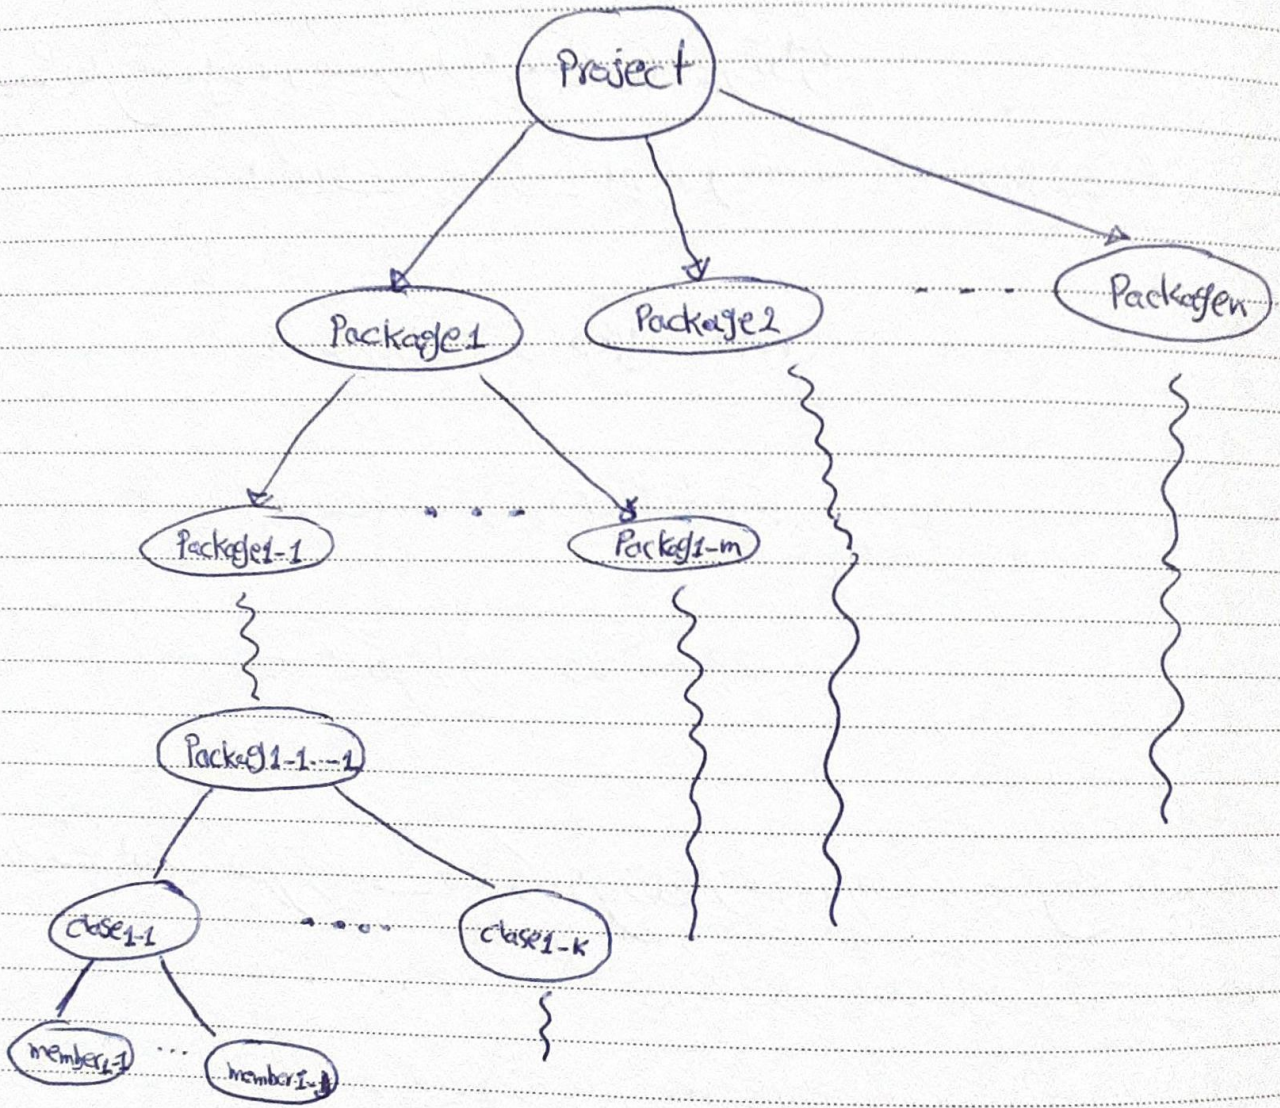 Project
Package1
Package2
- - - -
Packagen
Package1-1
. . .
Packag1-m
Packag1-1...-1
clase1-1
. . . .
clase1-k
member1-1
...